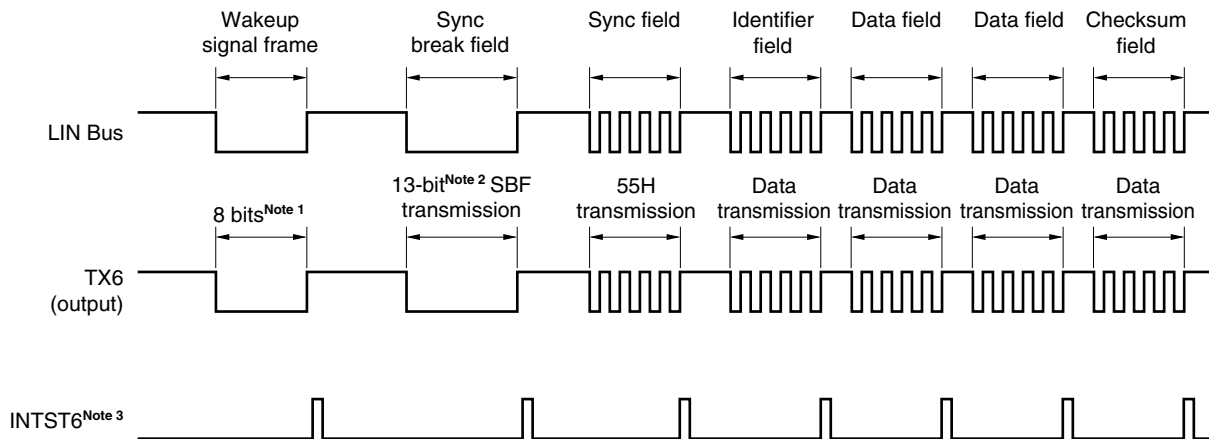 Wakeup
signal frame
Sync
break field
Sync field
Identifier
field
Data field
Data field
Checksum
field
LIN Bus
8 bitsNote 1
13-bitNote 2 SBF
transmission
55H
transmission
Data
transmission
Data
transmission
Data
transmission
Data
transmission
TX6
(output)
INTST6Note 3